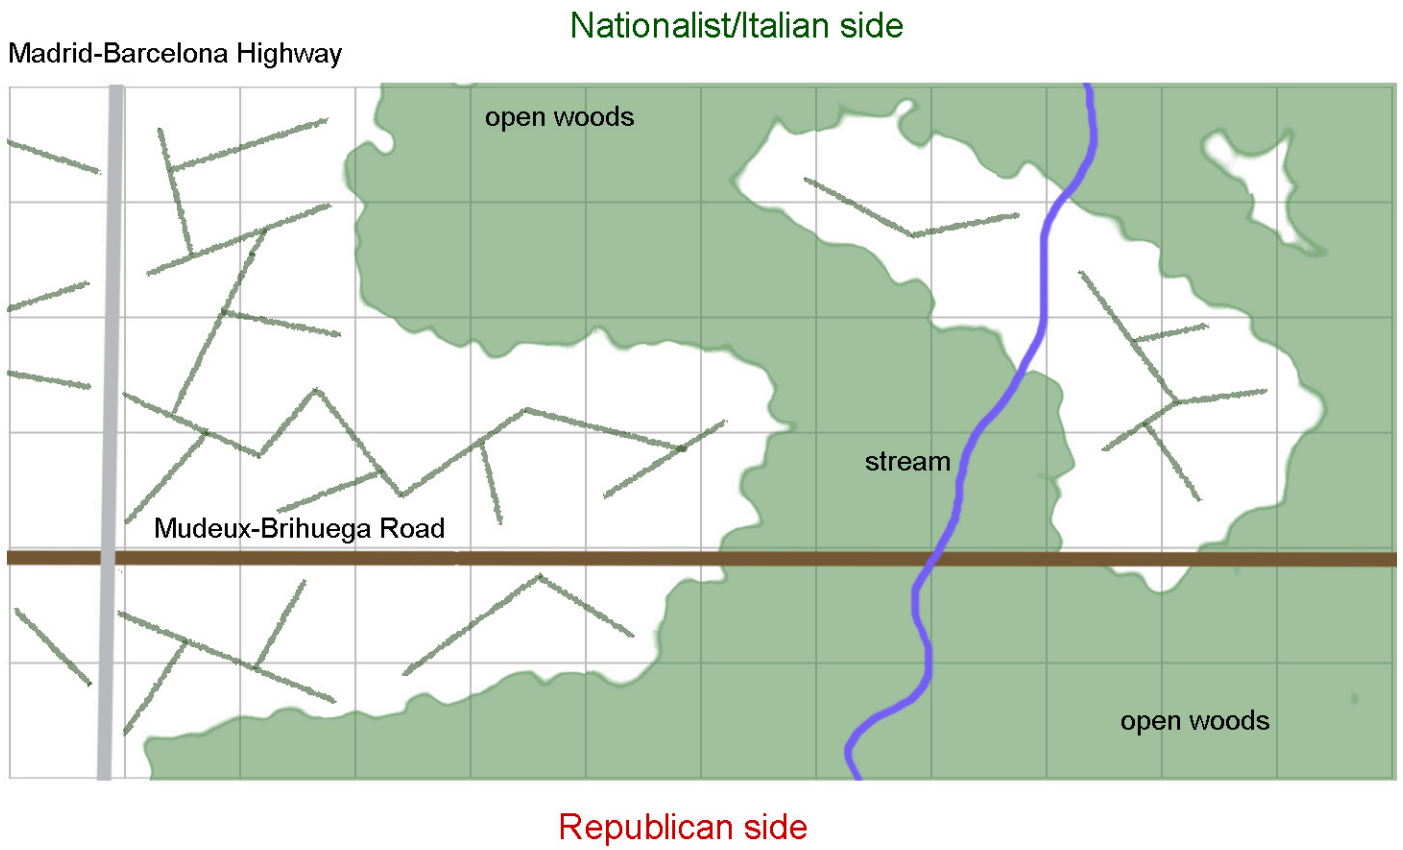 Nationalist/Italian side
Madrid-Barcelona Highway
open woods
stream
Mudeux-Brihuega Road
open woods
Republican side